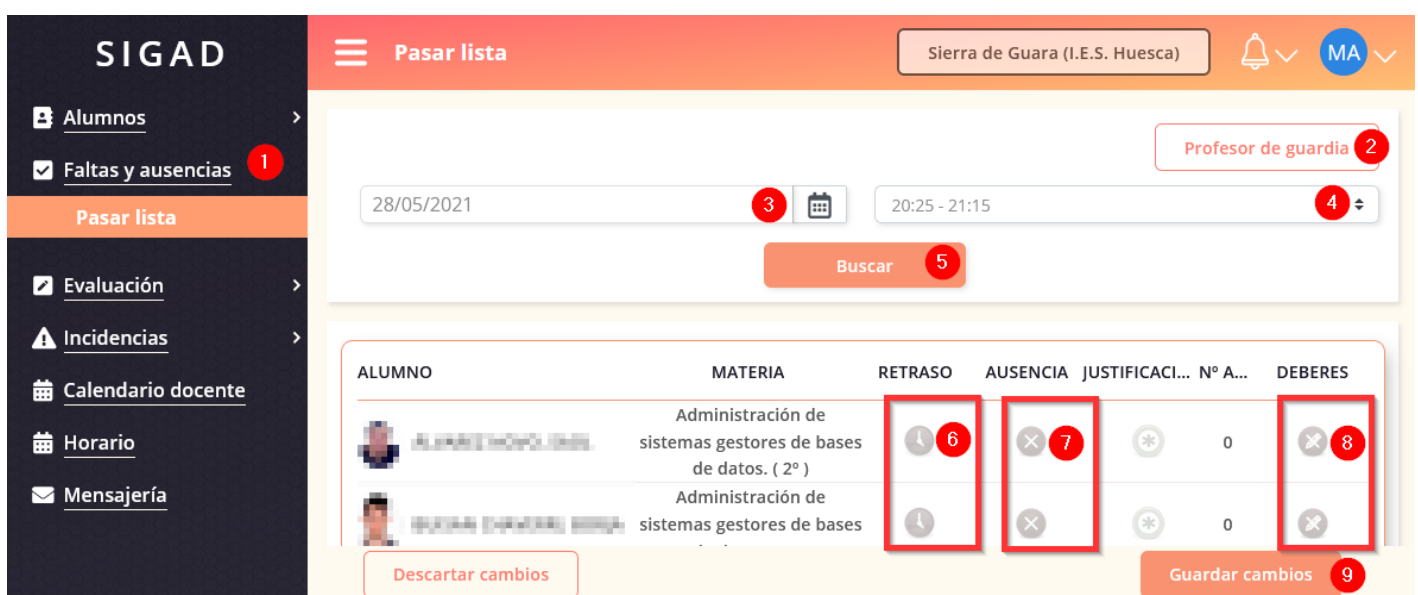 SIGAD
Pasar lista
Sierra de Guara (I.E.S. Huesca)
MA
Alumnos
Faltas y ausencias 1
Pasar lista
Evaluación
Incidencias
Calendario docente
Horario
Mensajería
Profesor de guardia 2
28/05/2021 3
20:25 - 21:15 4
Buscar 5
ALUMNO MATERIA RETRASO AUSENCIA JUSTIFICACI... Nº A... DEBERES
Administración de
sistemas gestores de bases
de datos. ( 2º )
6 7 0 8
Administración de
sistemas gestores de bases
0
Descartar cambios
Guardar cambios 9